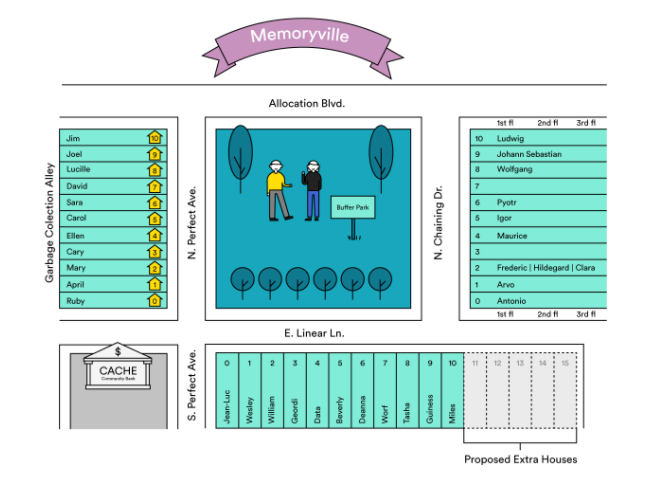 Memoryville
Allocation Blvd.
Garbage Colection Alley
Jim 10
Joel 9
Lucille 8
David 7
Sara 6
Carol 5
Ellen 4
Cary 3
Mary 2
April 1
Ruby 0
N. Perfect Ave.
Buffer Park
N. Chaining Dr.
1st fl 2nd fl 3rd fl
10 Ludwig
9 Johann Sebastian
8 Wolfgang
7
6 Pyotr
5 Igor
4 Maurice
3
2 Frederic | Hildegard | Clara
1 Arvo
0 Antonio
1st fl 2nd fl 3rd fl
E. Linear Ln.
$
CACHE
Community Bank
S. Perfect Ave.
0 1 2 3 4 5 6 7 8 9 10 11 12 13 14 15
Jean-Luc
Wesley
William
Geordi
Data
Beverly
Deanna
Worf
Tasha
Guiness
Miles
Proposed Extra Houses